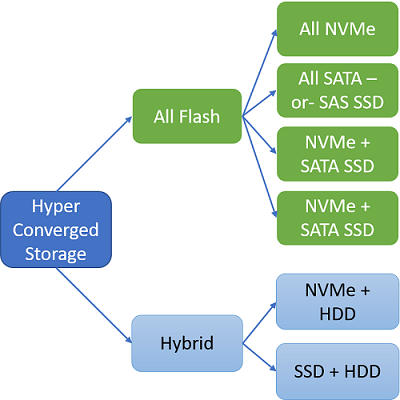 All NVMe
All SATA –
or- SAS SSD
All Flash
NVMe +
SATA SSD
NVMe +
SATA SSD
Hyper
Converged
Storage
NVMe +
HDD
Hybrid
SSD + HDD